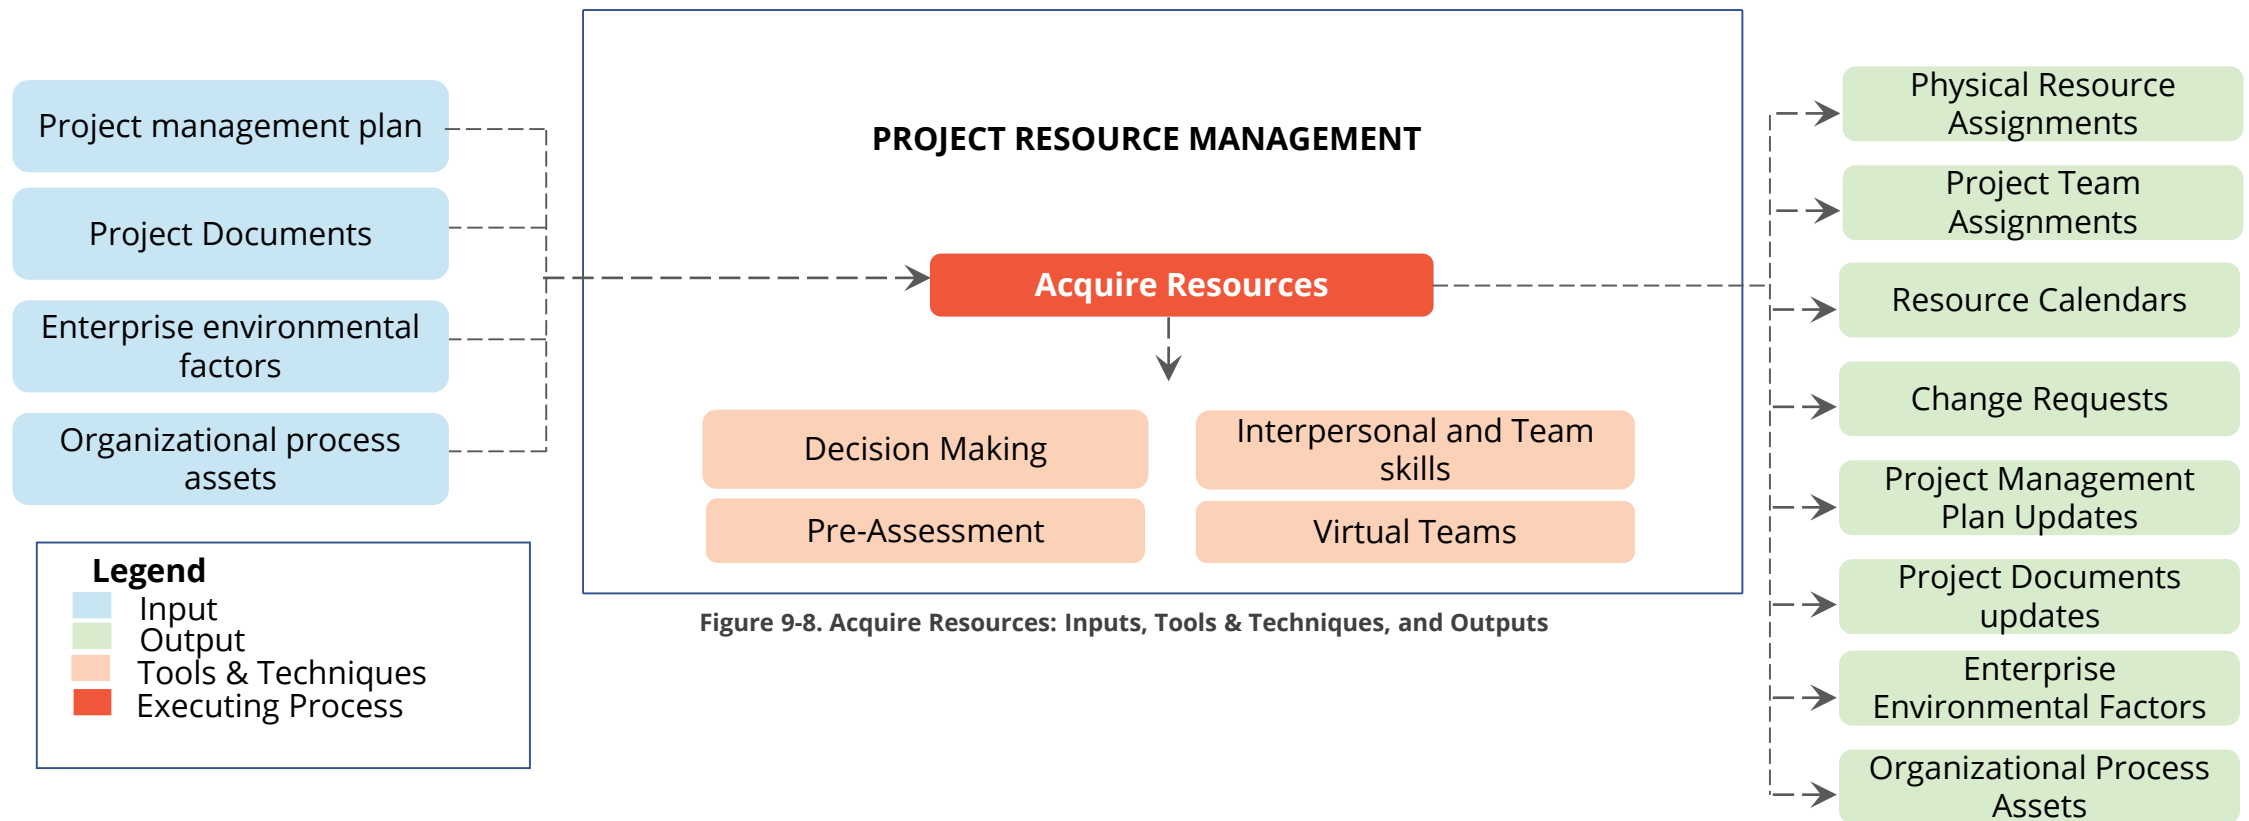 Project management plan
Project Documents
Enterprise environmental
factors
Organizational process
assets
Legend
Input
Output
Tools & Techniques
Executing Process
PROJECT RESOURCE MANAGEMENT
Acquire Resources
Decision Making
Interpersonal and Team
skills
Pre-Assessment
Virtual Teams
Figure 9-8. Acquire Resources: Inputs, Tools & Techniques, and Outputs
Physical Resource
Assignments
Project Team
Assignments
Resource Calendars
Change Requests
Project Management
Plan Updates
Project Documents
updates
Enterprise
Environmental Factors
Organizational Process
Assets